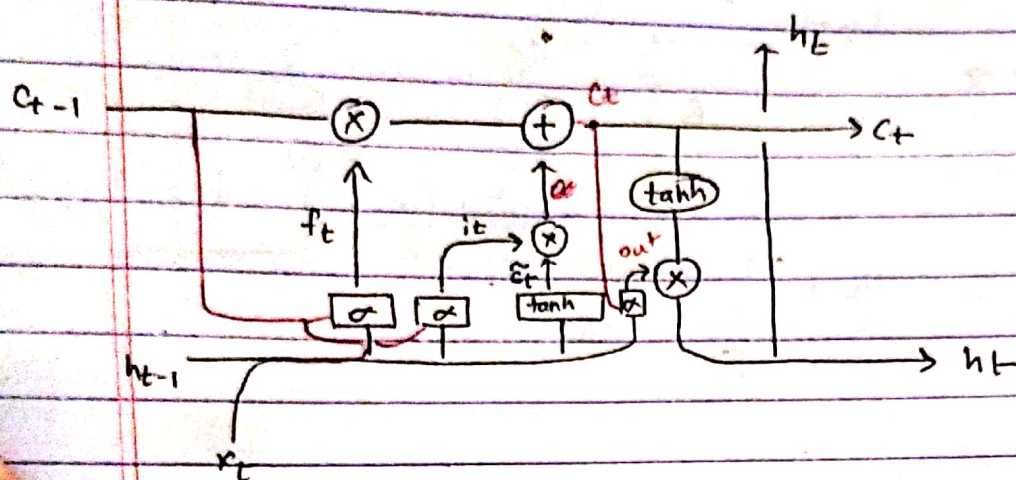 ht
Ct-1
x
+
Ct
Ct
tanh
ft
it
x
out
x
c̃t
σ
α
tanh
α
ht-1
ht
xt